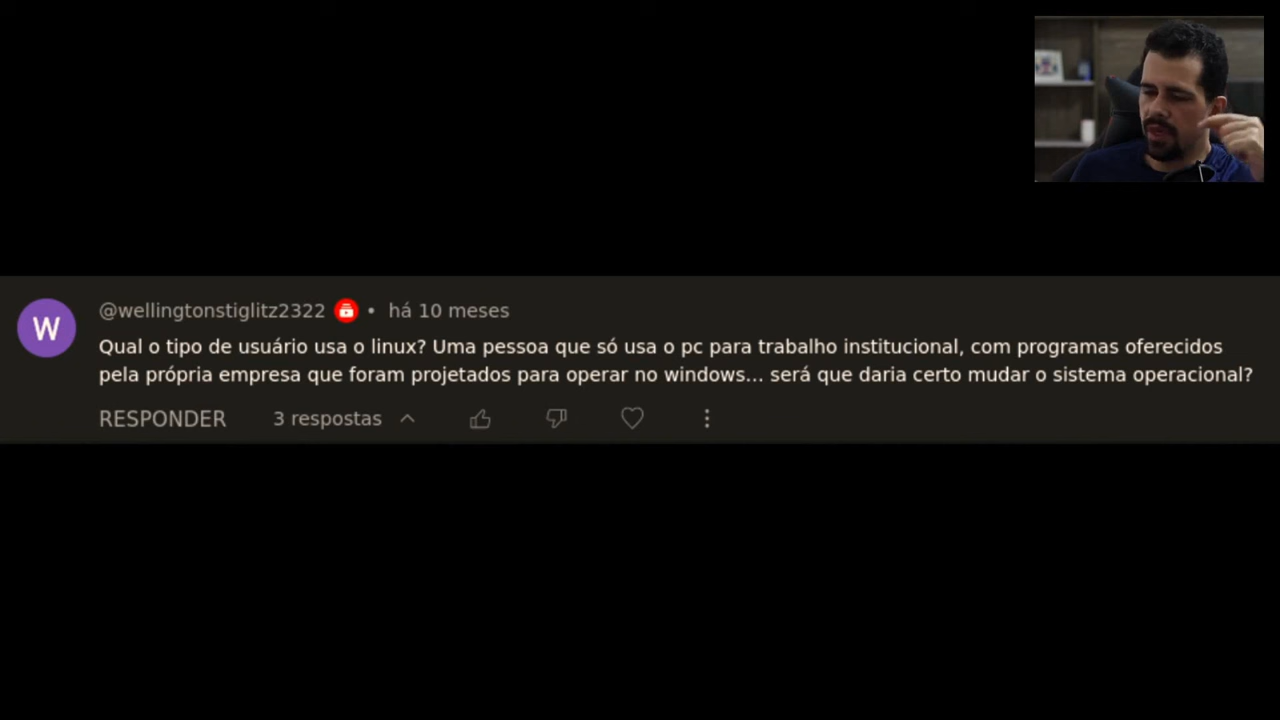 @wellingtonstiglitz2322 • há 10 meses
W
Qual o tipo de usuário usa o linux? Uma pessoa que só usa o pc para trabalho institucional, com programas oferecidos
pela própria empresa que foram projetados para operar no windows... será que daria certo mudar o sistema operacional?
RESPONDER 3 respostas